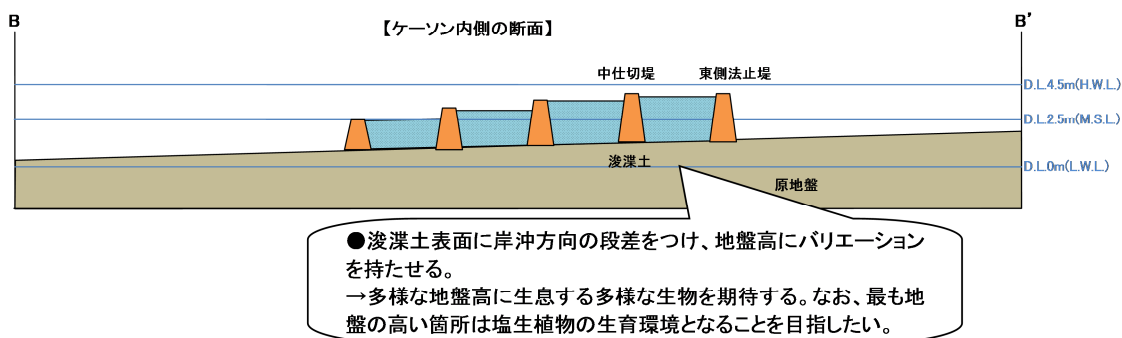 B
B'
【ケーソン内側の断面】
中仕切堤
東側法止堤
D.L.4.5m(H.W.L.)
D.L.2.5m(M.S.L.)
浚渫土
D.L.0m(L.W.L.)
原地盤
●浚渫土表面に岸沖方向の段差をつけ、地盤高にバリエーション
を持たせる。
→多様な地盤高に生息する多様な生物を期待する。なお、最も地
盤の高い箇所は塩生植物の生育環境となることを目指したい。